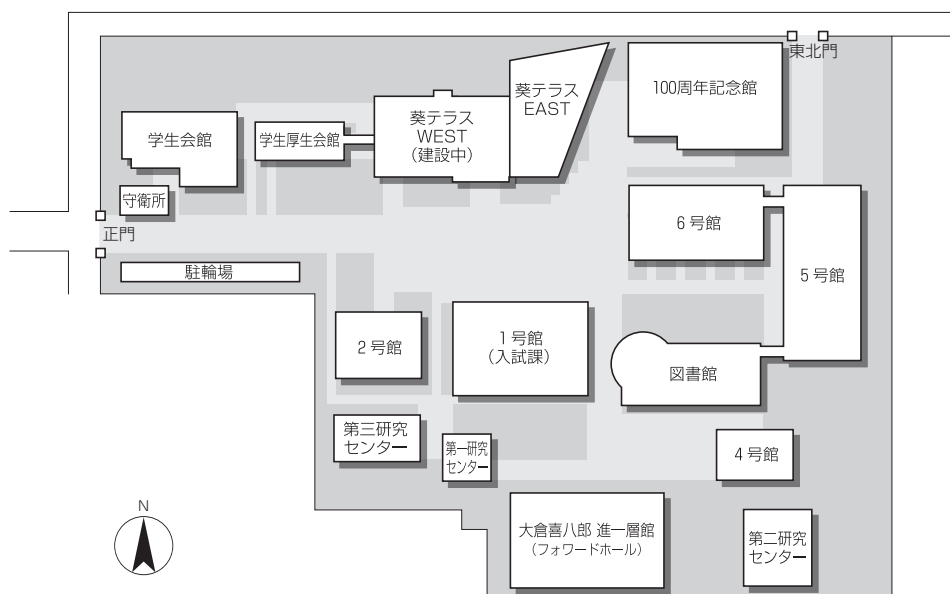 東北門
葵テラス
EAST
100周年記念館
葵テラス
WEST
(建設中)
学生会館
学生厚生会館
守衛所
正門
6号館
駐輪場
5号館
2号館
1号館
(入試課)
図書館
第三研究
センター
第一研究
センター
4号館
大倉喜八郎 進一層館
(フォワードホール)
第二研究
センター
N